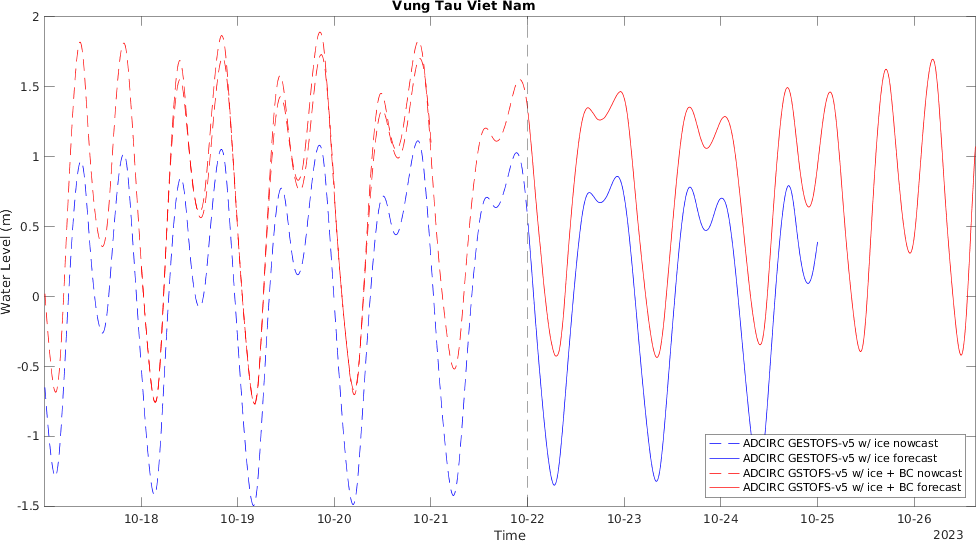 Vung Tau Viet Nam
2
1.5
1
0.5
0
-0.5
-1
-1.5
Water Level (m)
ADCIRC GESTOFS-v5 w/ ice nowcast
ADCIRC GESTOFS-v5 w/ ice forecast
ADCIRC GSTOFS-v5 w/ ice + BC nowcast
ADCIRC GSTOFS-v5 w/ ice + BC forecast
10-18 10-19 10-20 10-21 10-22 10-23 10-24 10-25 10-26
Time
2023